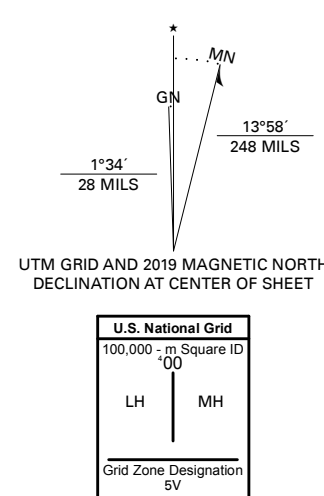 ★
MN
GN
13°58´
248 MILS
1°34´
28 MILS
UTM GRID AND 2019 MAGNETIC NORTH
DECLINATION AT CENTER OF SHEET
U.S. National Grid
100,000 - m Square ID
⁴00
LH MH
Grid Zone Designation
5V